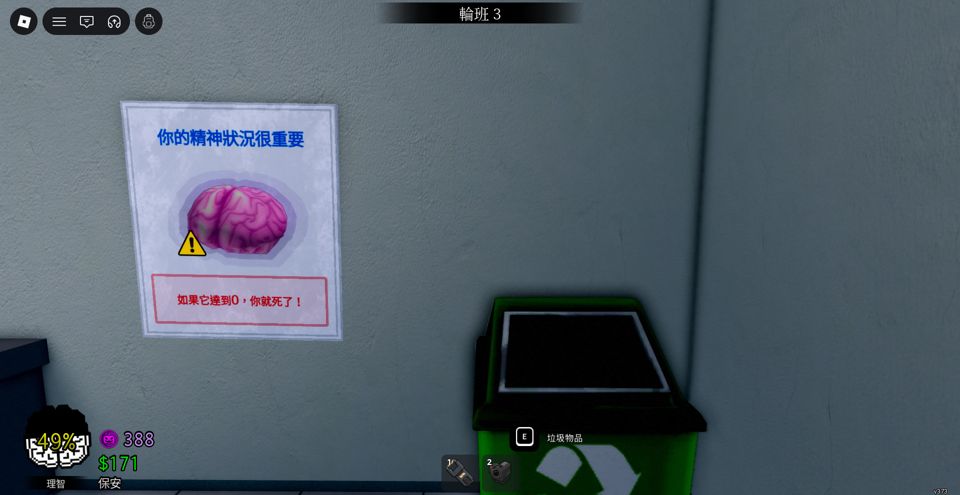 輪班 3
你的精神狀況很重要
如果它達到0，你就死了！
E 垃圾物品
49%
388
$171
理智
保安
1
2
v373